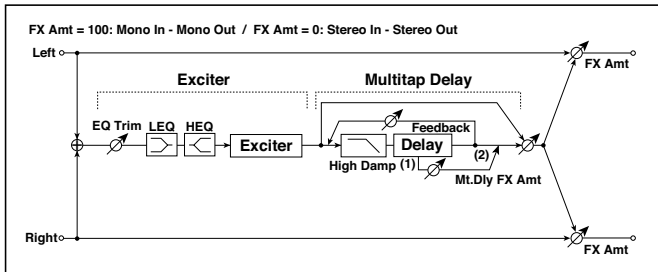 FX Amt = 100: Mono In - Mono Out / FX Amt = 0: Stereo In - Stereo Out
Left
FX Amt
Exciter
Multitap Delay
EQ Trim
LEQ
HEQ
Feedback
Exciter
Delay
High Damp
(1)
(2)
Mt.Dly FX Amt
Right
FX Amt